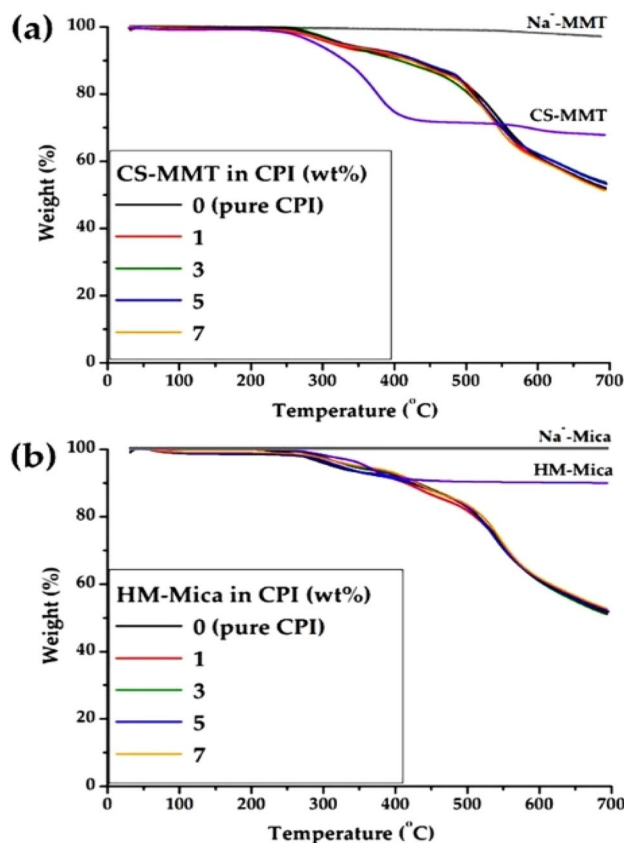 (a)
Na⁻-MMT
CS-MMT
Weight (%)
100
80
60
40
20
0
CS-MMT in CPI (wt%)
0 (pure CPI)
1
3
5
7
0 100 200 300 400 500 600 700
Temperature (°C)
(b)
Na⁻-Mica
HM-Mica
Weight (%)
100
80
60
40
20
0
HM-Mica in CPI (wt%)
0 (pure CPI)
1
3
5
7
0 100 200 300 400 500 600 700
Temperature (°C)